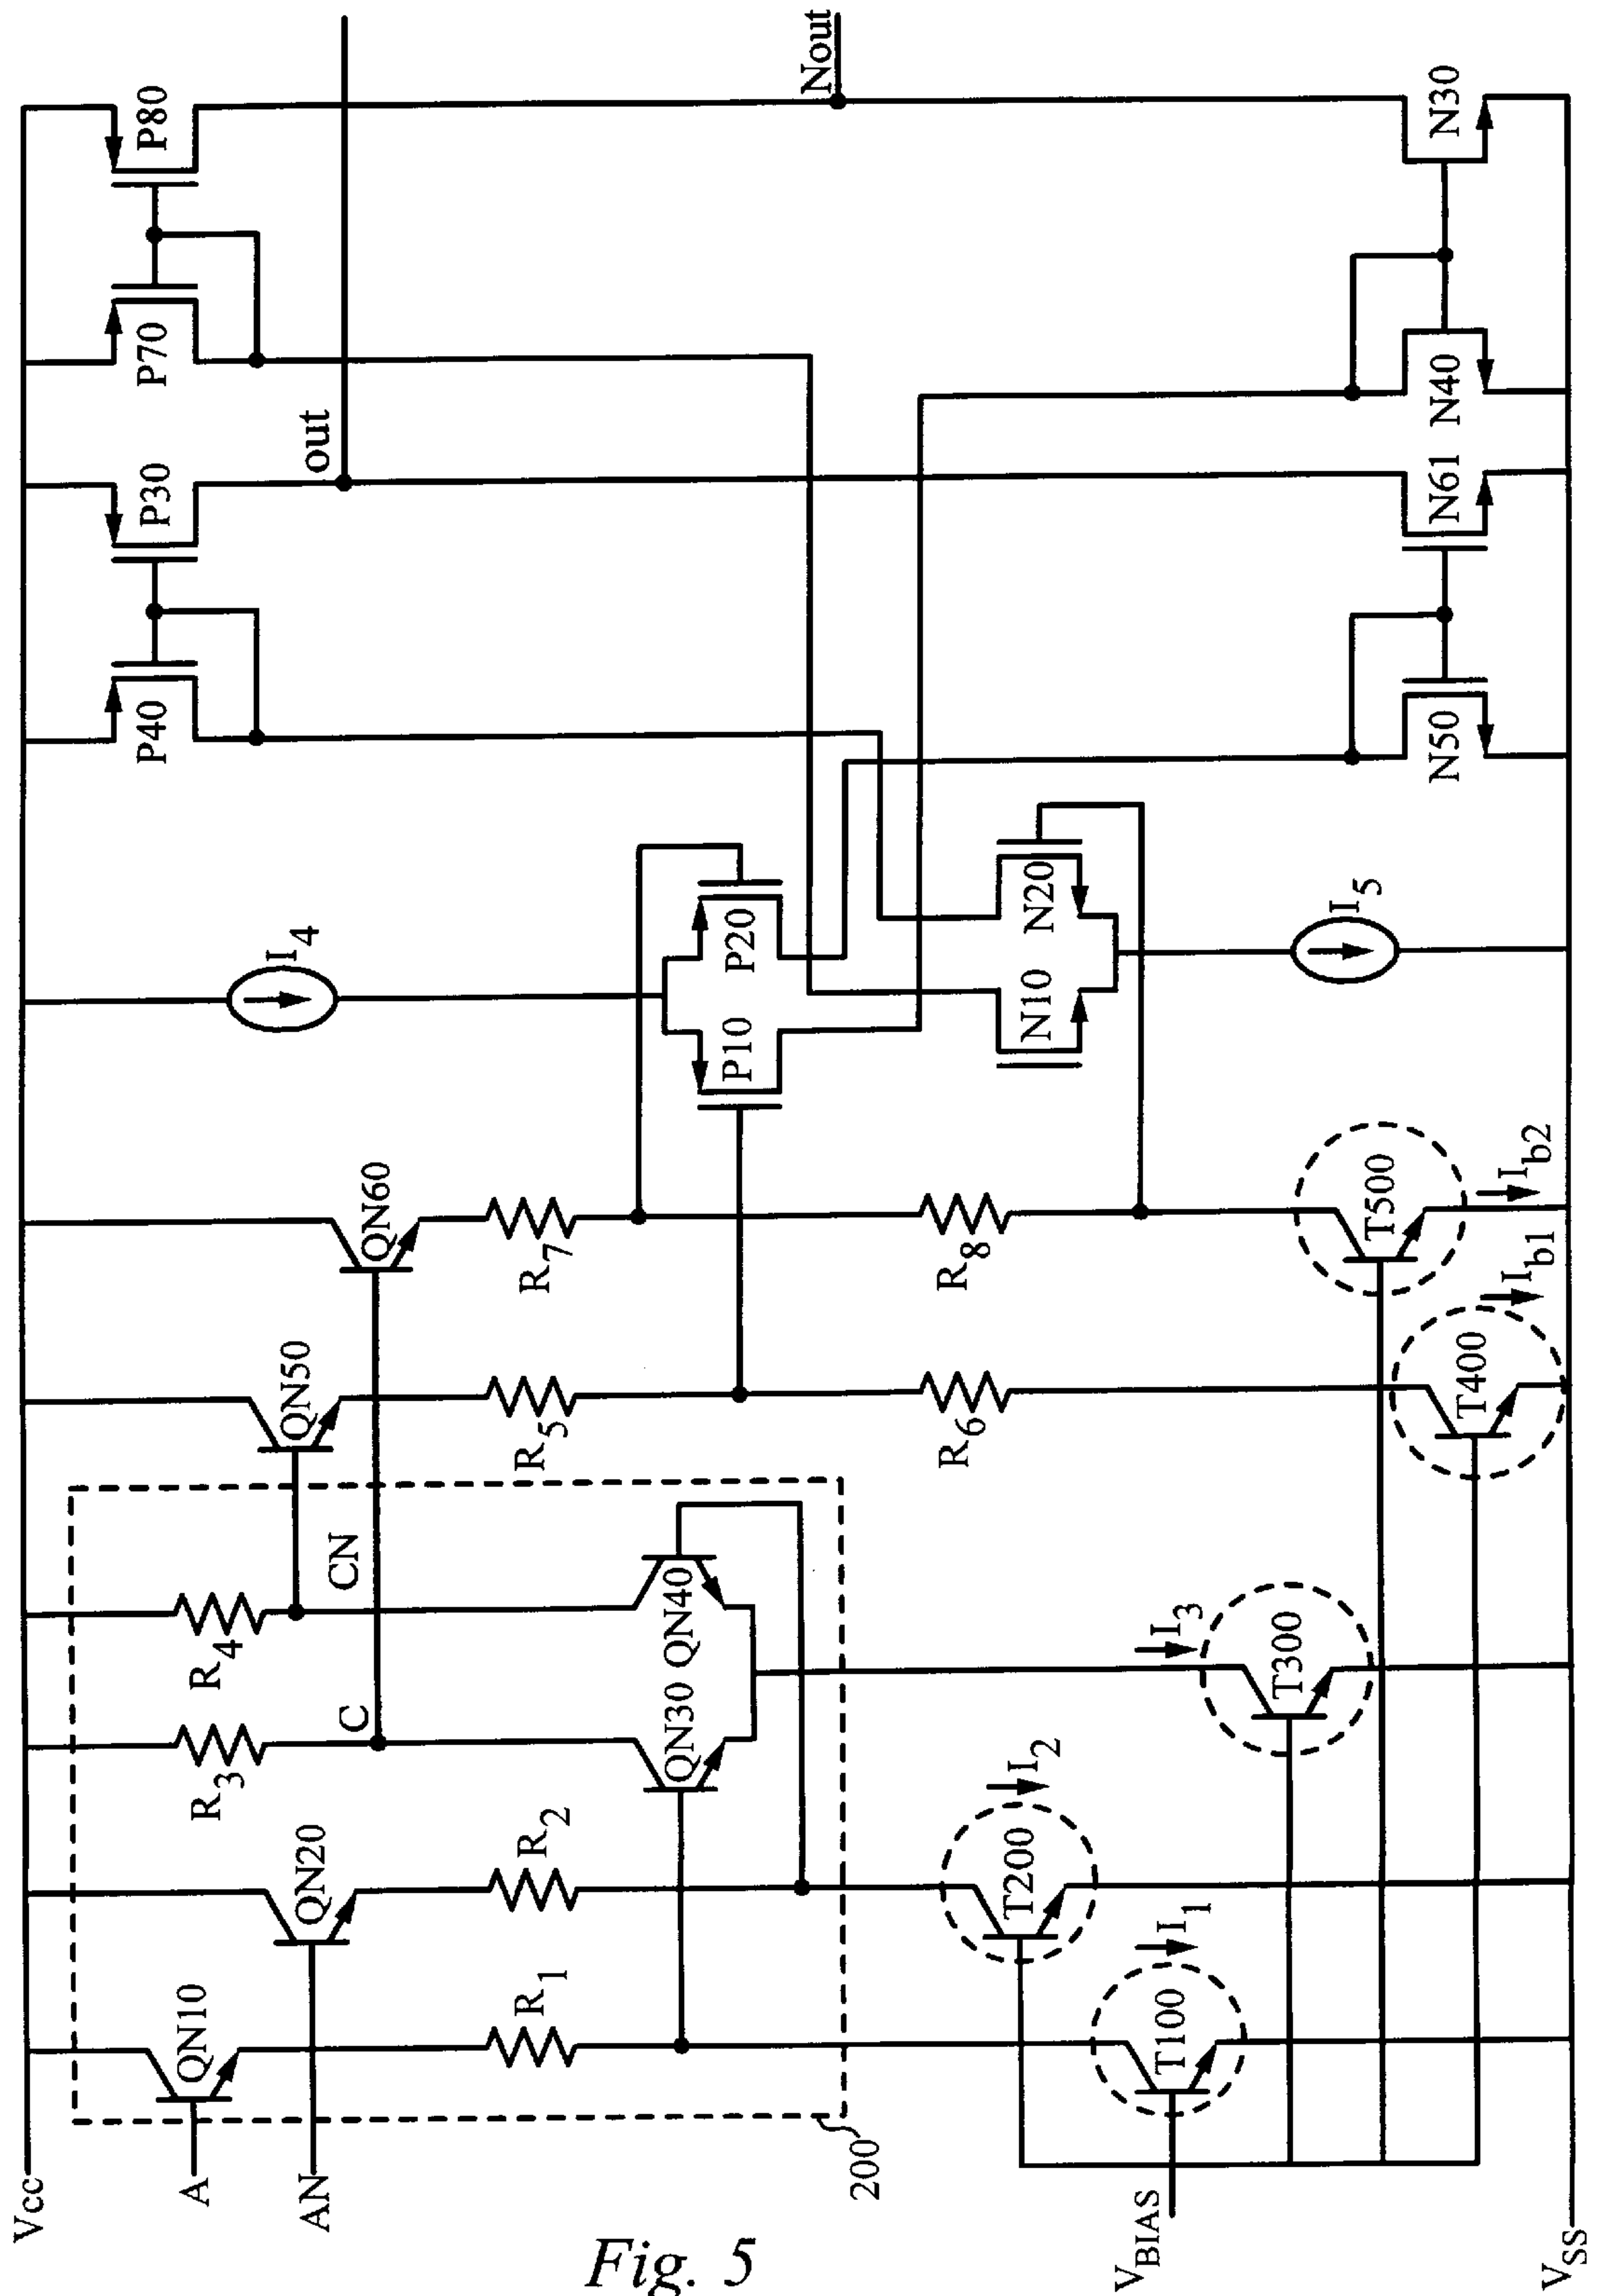 Vcc
A
AN
200
VBIAS
VSS
QN10
QN20
R1
R2
R3
R4
C
CN
QN30
QN40
T100
I1
T200
I2
T300
I3
QN50
QN60
R5
R6
R7
R8
T400
Ib1
T500
Ib2
I4
P10
P20
N10
N20
I5
P40
P30
out
P70
P80
Nout
N50
N61
N40
N30
Fig. 5